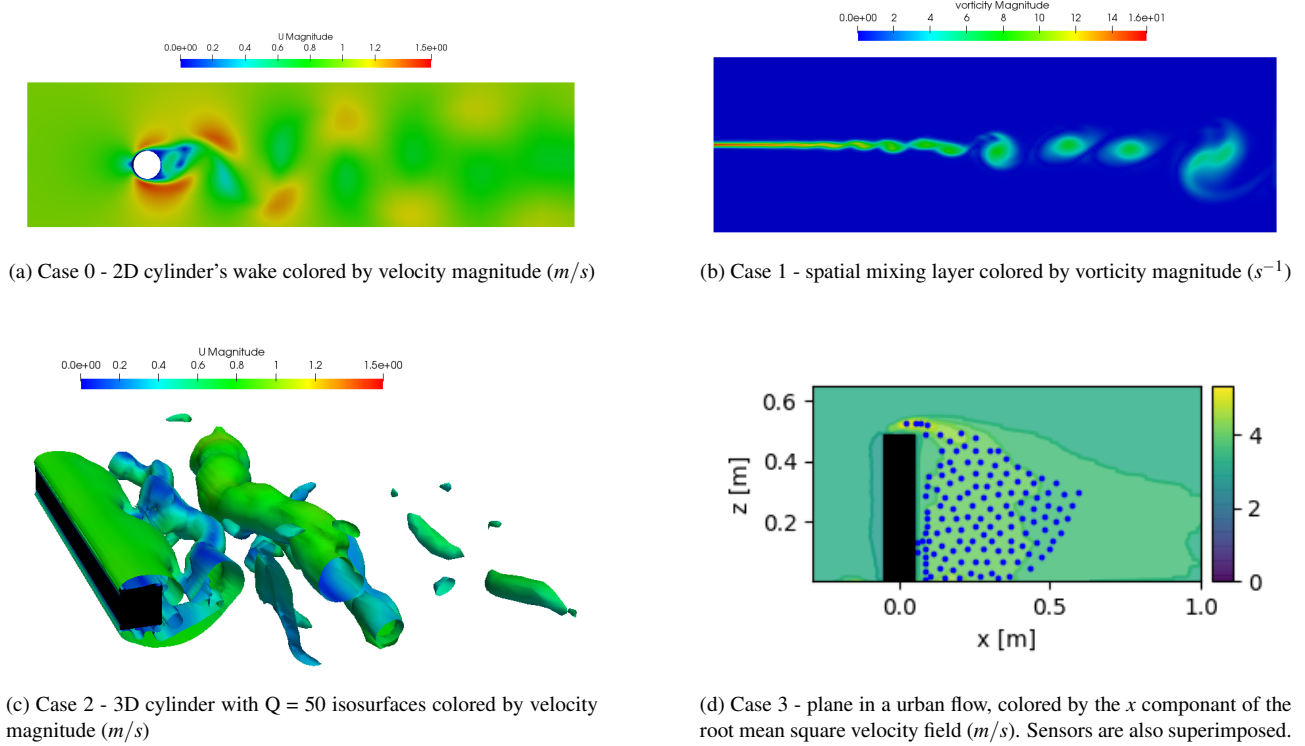 U Magnitude
0.0e+00 0.2 0.4 0.6 0.8 1 1.2 1.5e+00
(a) Case 0 - 2D cylinder's wake colored by velocity magnitude (m/s)
vorticity Magnitude
0.0e+00 2 4 6 8 10 12 14 1.6e+01
(b) Case 1 - spatial mixing layer colored by vorticity magnitude (s⁻¹)
U Magnitude
0.0e+00 0.2 0.4 0.6 0.8 1 1.2 1.5e+00
(c) Case 2 - 3D cylinder with Q = 50 isosurfaces colored by velocity
magnitude (m/s)
z [m]
0.6
0.4
0.2
0.0 0.5 1.0
x [m]
4
2
0
(d) Case 3 - plane in a urban flow, colored by the x componant of the
root mean square velocity field (m/s). Sensors are also superimposed.